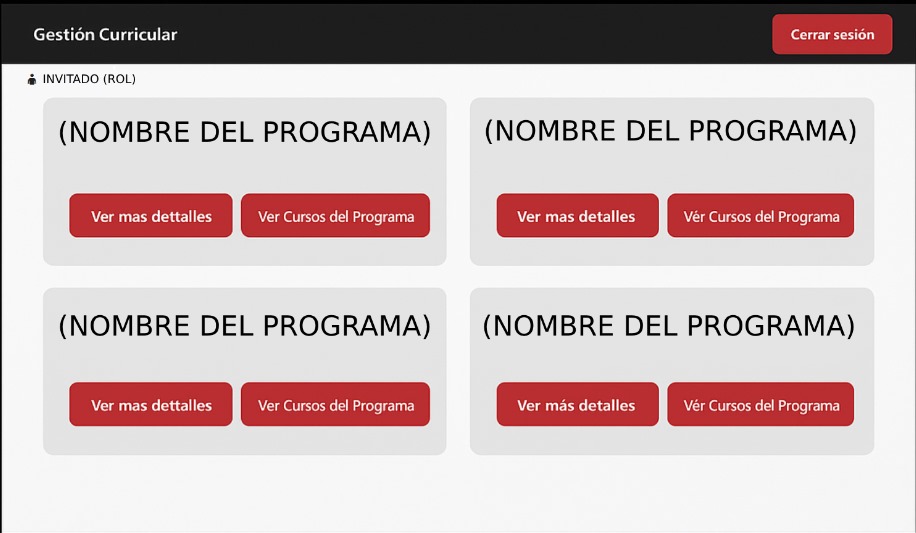 Gestión Curricular
Cerrar sesión
INVITADO (ROL)
(NOMBRE DEL PROGRAMA)
Ver mas dettalles
Ver Cursos del Programa
(NOMBRE DEL PROGRAMA)
Ver mas detalles
Vér Cursos del Programa
(NOMBRE DEL PROGRAMA)
Ver mas dettalles
Ver Cursos del Programa
(NOMBRE DEL PROGRAMA)
Ver más detalles
Vér Cursos del Programa